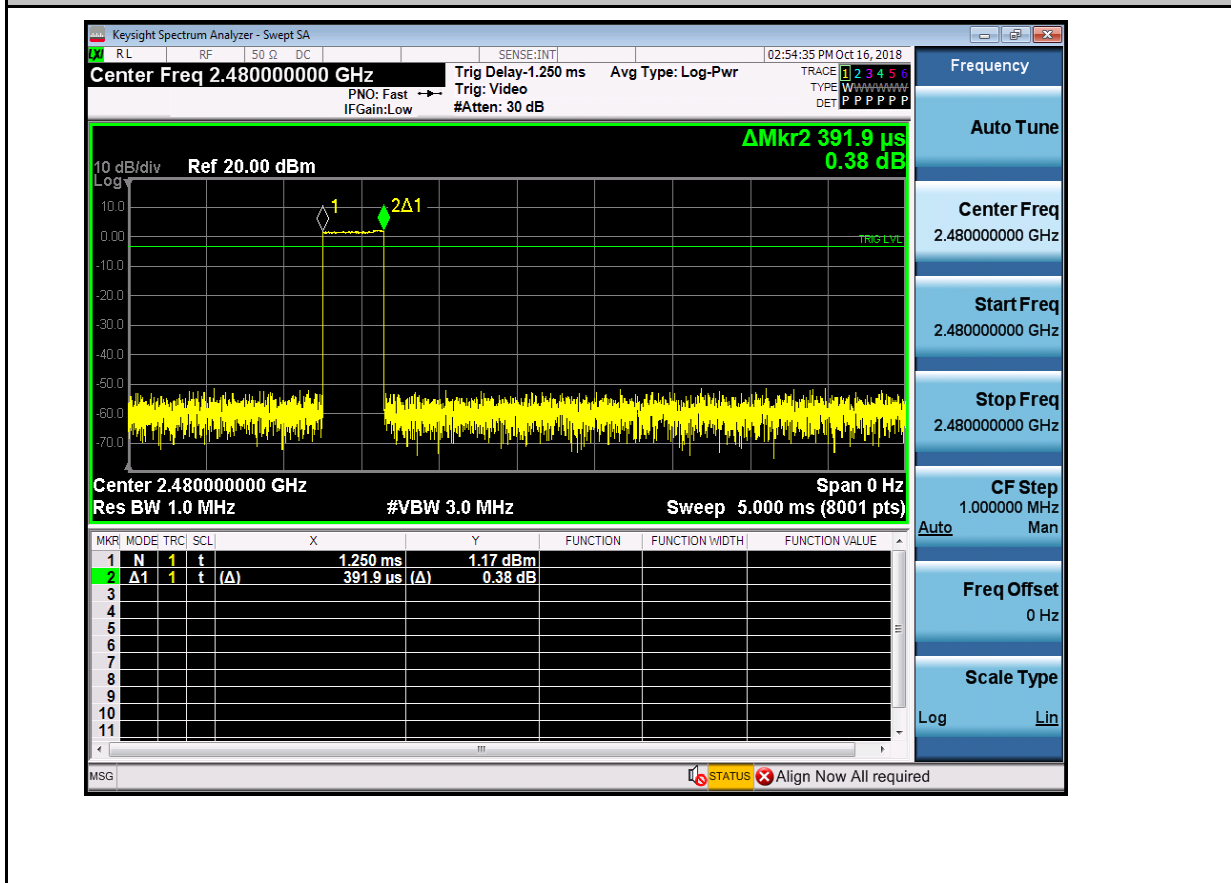 Keysight Spectrum Analyzer - Swept SA
LXI RL RF 50 Ω DC SENSE:INT 02:54:35 PM Oct 16, 2018
Center Freq 2.480000000 GHz Trig Delay-1.250 ms Avg Type: Log-Pwr TRACE 1 2 3 4 5 6
PNO: Fast Trig: Video TYPE WWWWWW
IFGain:Low #Atten: 30 dB DET P P P P P P
ΔMkr2 391.9 µs
0.38 dB
10 dB/div Ref 20.00 dBm
Log
10.0
1
2Δ1
0.00
TRIG LVL
-10.0
-20.0
-30.0
-40.0
-50.0
-60.0
-70.0
Center 2.480000000 GHz Span 0 Hz
Res BW 1.0 MHz #VBW 3.0 MHz Sweep 5.000 ms (8001 pts)
MKR MODE TRC SCL X Y FUNCTION FUNCTION WIDTH FUNCTION VALUE
1 N 1 t 1.250 ms 1.17 dBm
2 Δ1 1 t (Δ) 391.9 µs (Δ) 0.38 dB
3
4
5
6
7
8
9
10
11
MSG STATUS Align Now All required
Frequency
Auto Tune
Center Freq
2.480000000 GHz
Start Freq
2.480000000 GHz
Stop Freq
2.480000000 GHz
CF Step
1.000000 MHz
Auto Man
Freq Offset
0 Hz
Scale Type
Log Lin